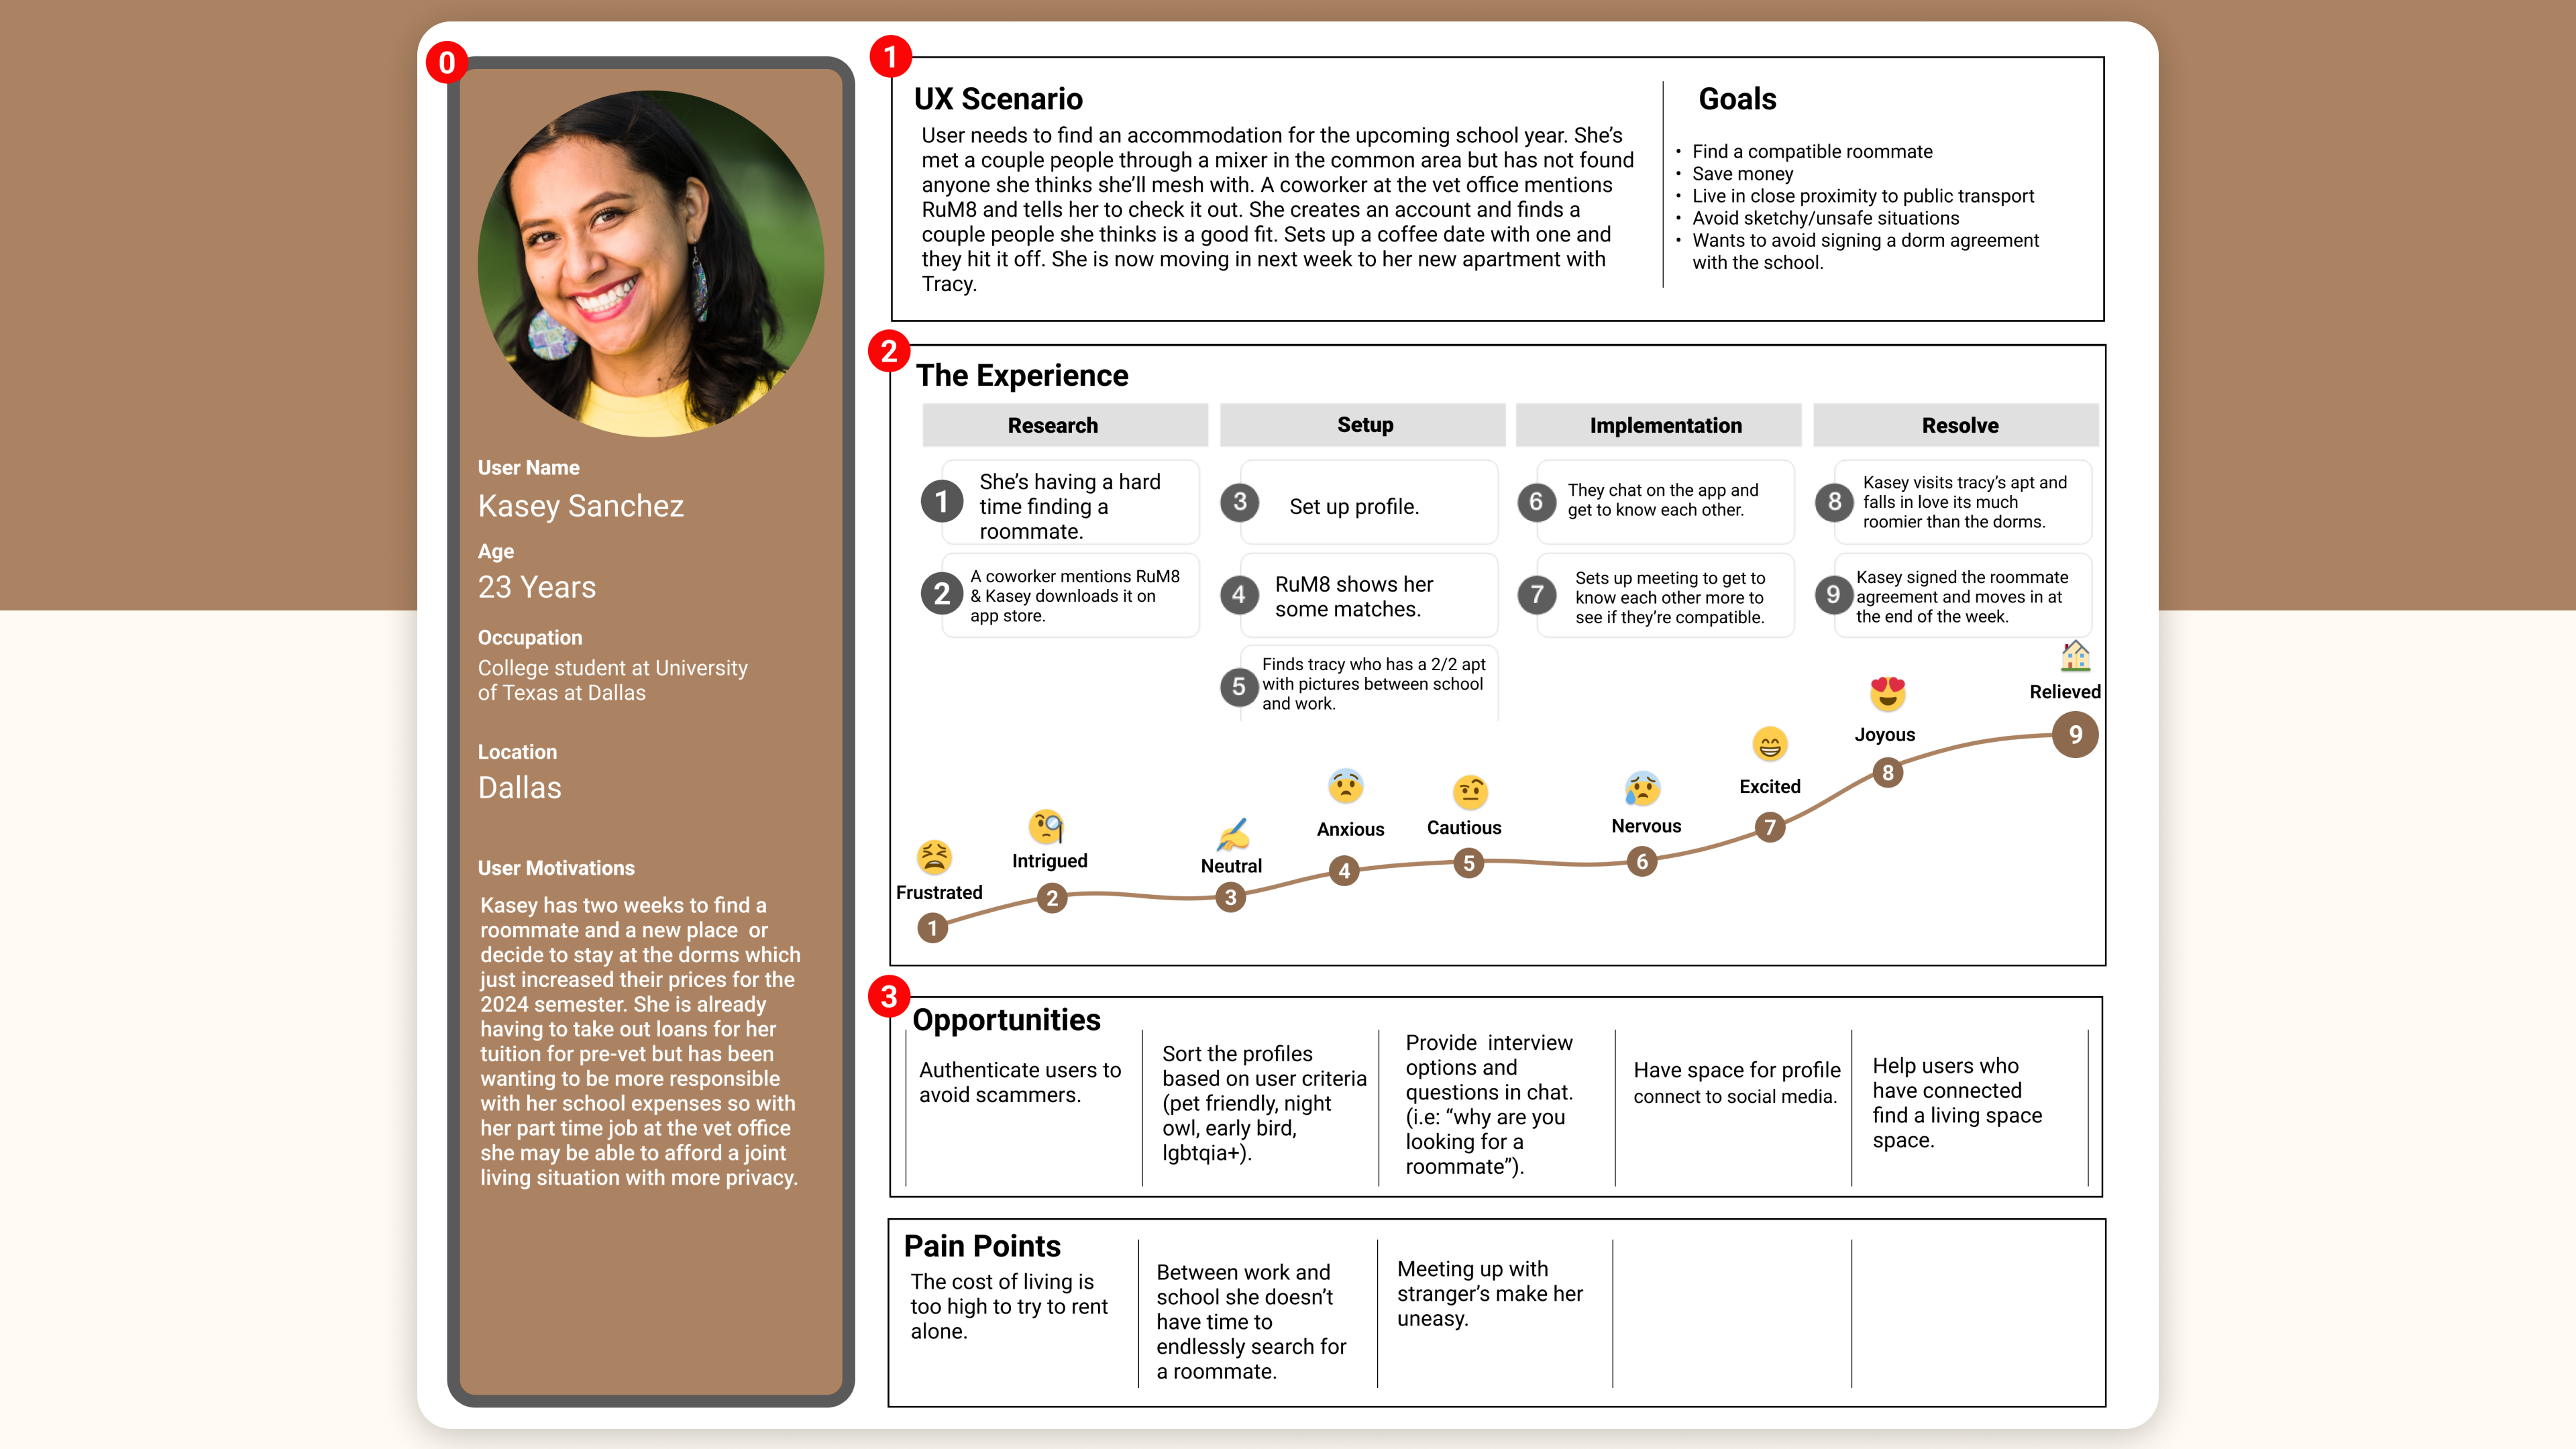 0
User Name
Kasey Sanchez
Age
23 Years
Occupation
College student at University
of Texas at Dallas
Location
Dallas
User Motivations
Kasey has two weeks to find a
roommate and a new place  or
decide to stay at the dorms which
just increased their prices for the
2024 semester. She is already
having to take out loans for her
tuition for pre-vet but has been
wanting to be more responsible
with her school expenses so with
her part time job at the vet office
she may be able to afford a joint
living situation with more privacy.
1
UX Scenario
User needs to find an accommodation for the upcoming school year. She’s
met a couple people through a mixer in the common area but has not found
anyone she thinks she’ll mesh with. A coworker at the vet office mentions
RuM8 and tells her to check it out. She creates an account and finds a
couple people she thinks is a good fit. Sets up a coffee date with one and
they hit it off. She is now moving in next week to her new apartment with
Tracy.
Goals
• Find a compatible roommate
• Save money
• Live in close proximity to public transport
• Avoid sketchy/unsafe situations
• Wants to avoid signing a dorm agreement
with the school.
2
The Experience
Research
1
She’s having a hard
time finding a
roommate.
2
A coworker mentions RuM8
& Kasey downloads it on
app store.
Setup
3
Set up profile.
4
RuM8 shows her
some matches.
5
Finds tracy who has a 2/2 apt
with pictures between school
and work.
Implementation
6
They chat on the app and
get to know each other.
7
Sets up meeting to get to
know each other more to
see if they’re compatible.
Resolve
8
Kasey visits tracy’s apt and
falls in love its much
roomier than the dorms.
9
Kasey signed the roommate
agreement and moves in at
the end of the week.
Frustrated
1
Intrigued
2
Neutral
3
Anxious
4
Cautious
5
Nervous
6
Excited
7
Joyous
8
Relieved
9
3
Opportunities
Authenticate users to
avoid scammers.
Sort the profiles
based on user criteria
(pet friendly, night
owl, early bird,
lgbtqia+).
Provide  interview
options and
questions in chat.
(i.e: “why are you
looking for a
roommate”).
Have space for profile
connect to social media.
Help users who
have connected
find a living space
space.
Pain Points
The cost of living is
too high to try to rent
alone.
Between work and
school she doesn’t
have time to
endlessly search for
a roommate.
Meeting up with
stranger’s make her
uneasy.